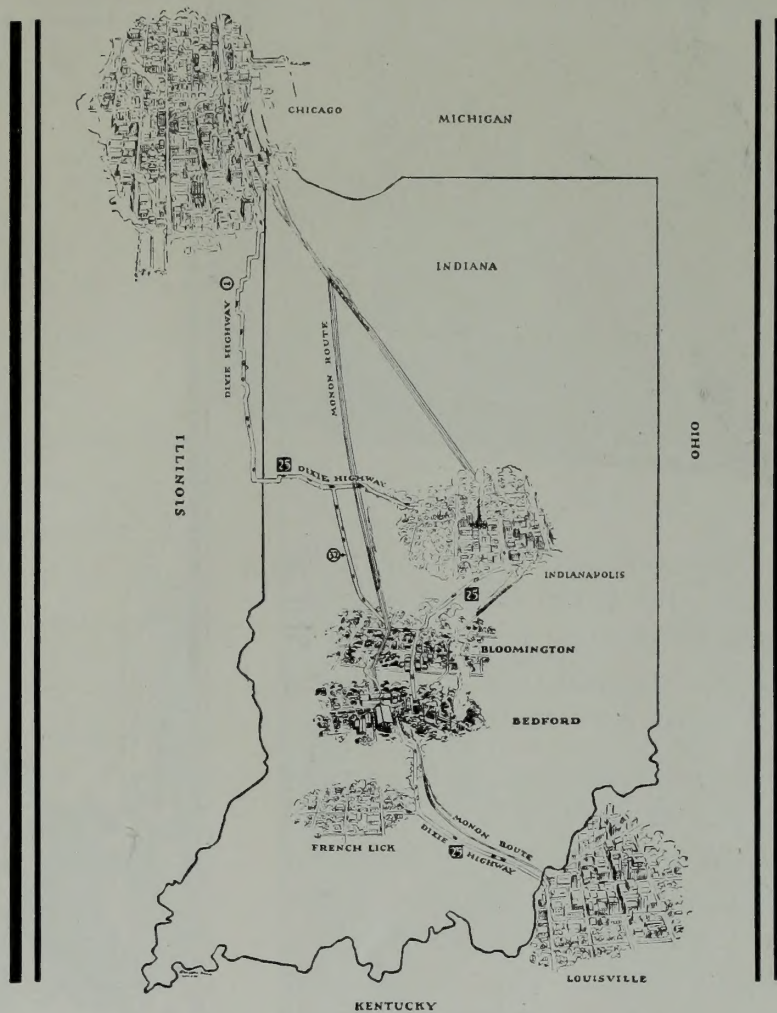 CHICAGO
MICHIGAN
INDIANA
1
DIXIE HIGHWAY
MONON ROUTE
ILLINOIS
OHIO
25
DIXIE HIGHWAY
INDIANAPOLIS
25
BLOOMINGTON
BEDFORD
MONON ROUTE
DIXIE HIGHWAY
25
FRENCH LICK
LOUISVILLE
KENTUCKY